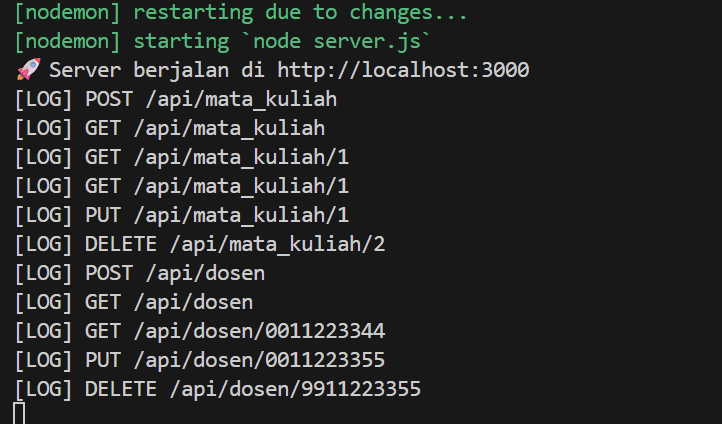 [nodemon] restarting due to changes...
[nodemon] starting `node server.js`
🚀 Server berjalan di http://localhost:3000
[LOG] POST /api/mata_kuliah
[LOG] GET /api/mata_kuliah
[LOG] GET /api/mata_kuliah/1
[LOG] GET /api/mata_kuliah/1
[LOG] PUT /api/mata_kuliah/1
[LOG] DELETE /api/mata_kuliah/2
[LOG] POST /api/dosen
[LOG] GET /api/dosen
[LOG] GET /api/dosen/0011223344
[LOG] PUT /api/dosen/0011223355
[LOG] DELETE /api/dosen/9911223355